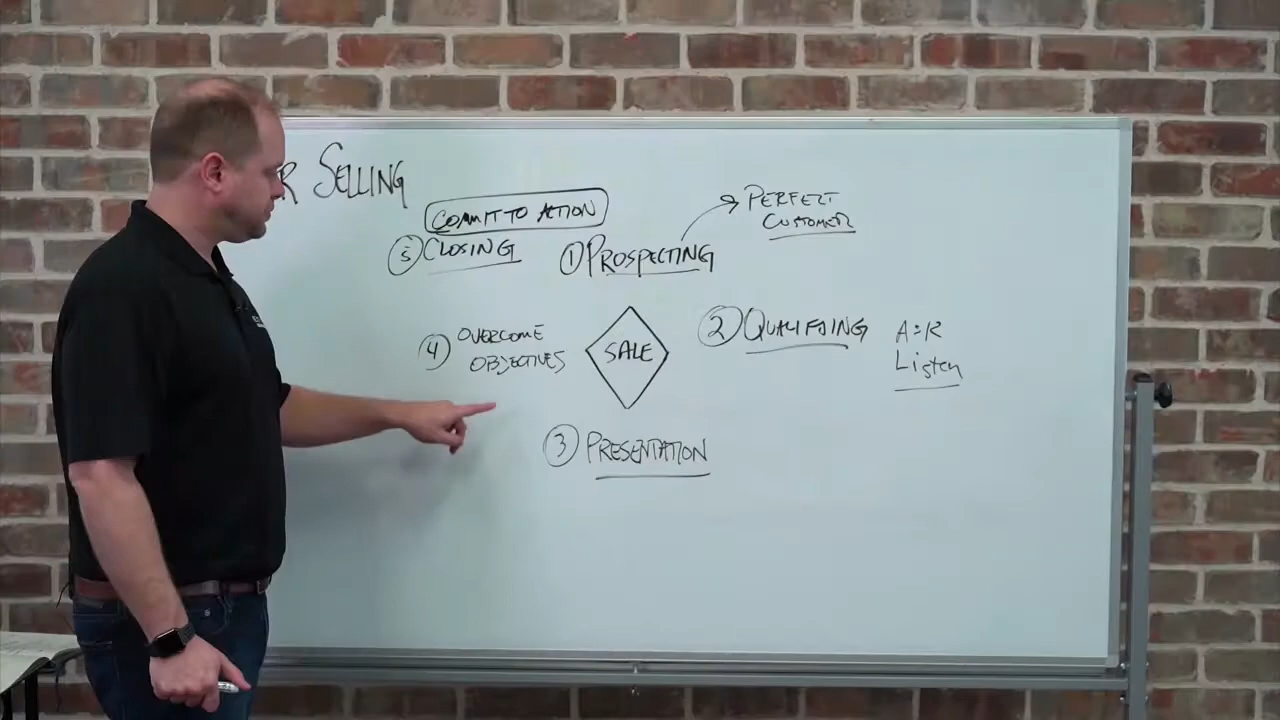 R SELLING
COMMIT TO ACTION
⑤ CLOSING
① PROSPECTING
PERFECT
CUSTOMER
② QUALIFYING
ASK
Listen
③ PRESENTATION
④ OVERCOME
OBJECTIVES
SALE